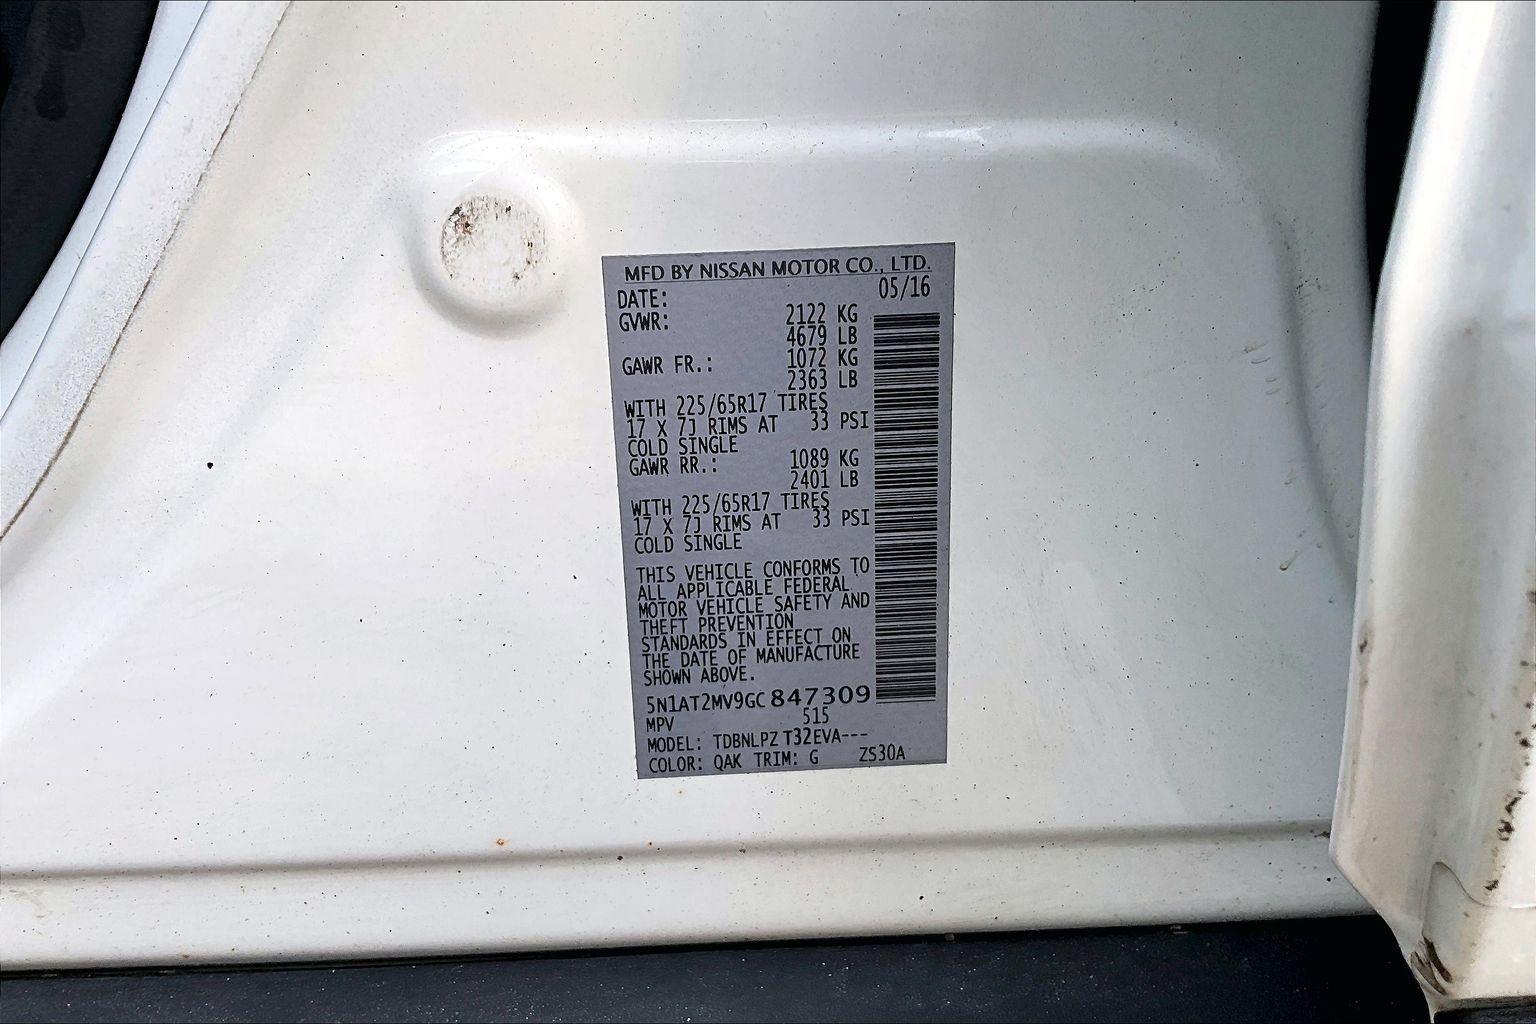 MFD BY NISSAN MOTOR CO., LTD.
DATE: 05/16
GVWR: 2122 KG
4679 LB
GAWR FR.: 1072 KG
2363 LB
WITH 225/65R17 TIRES
17 X 7J RIMS AT 33 PSI
COLD SINGLE
GAWR RR.: 1089 KG
2401 LB
WITH 225/65R17 TIRES
17 X 7J RIMS AT 33 PSI
COLD SINGLE
THIS VEHICLE CONFORMS TO
ALL APPLICABLE FEDERAL
MOTOR VEHICLE SAFETY AND
THEFT PREVENTION
STANDARDS IN EFFECT ON
THE DATE OF MANUFACTURE
SHOWN ABOVE.
5N1AT2MV9GC847309
MPV 515
MODEL: TDBNLPZ T32EVA---
COLOR: QAK TRIM: G ZS30A